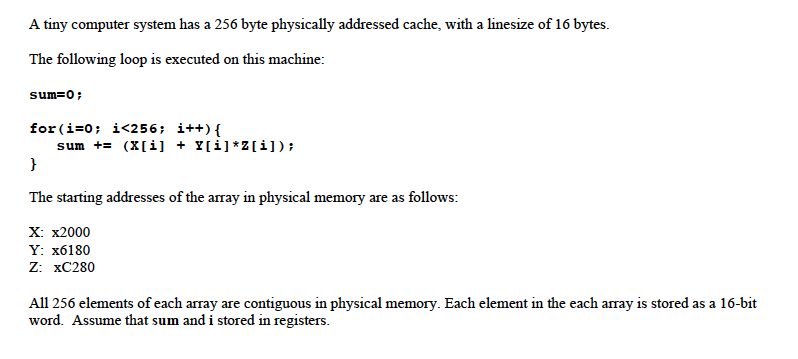 A tiny computer system has a 256 byte physically addressed cache, with a linesize of 16 bytes.
The following loop is executed on this machine:
sum=0;
for(i=0; i<256; i++){
sum += (X[i] + Y[i]*Z[i]);
}
The starting addresses of the array in physical memory are as follows:
X: x2000
Y: x6180
Z: xC280
All 256 elements of each array are contiguous in physical memory. Each element in the each array is stored as a 16-bit
word. Assume that sum and i stored in registers.